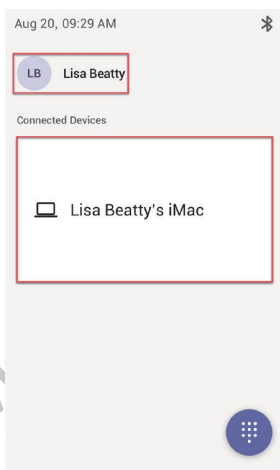 Aug 20, 09:29 AM
LB Lisa Beatty
Connected Devices
Lisa Beatty's iMac